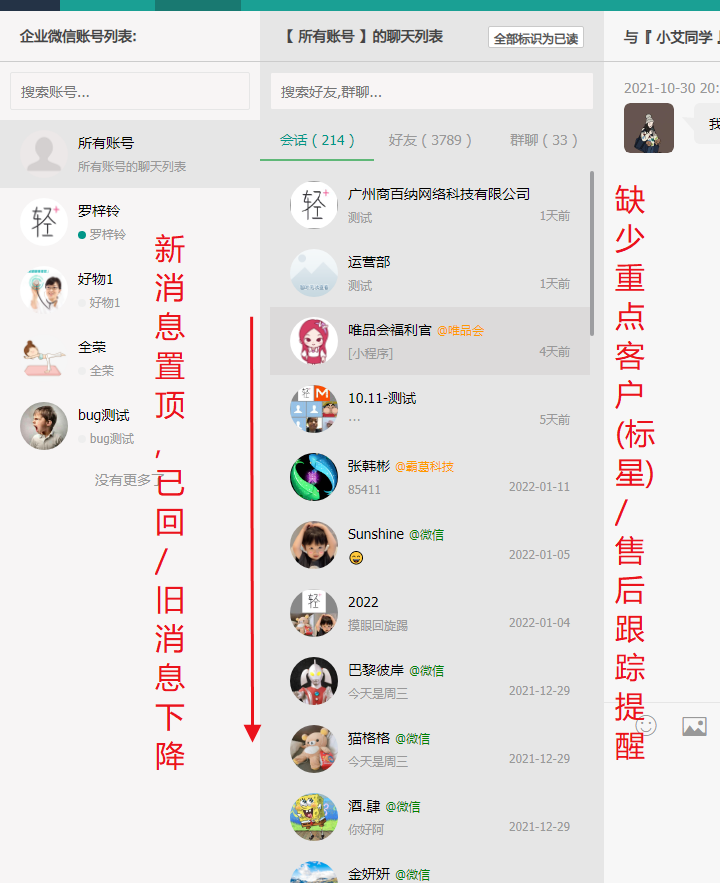 企业微信账号列表:
搜索账号...
所有账号
所有账号的聊天列表
罗梓铃
罗梓铃
好物1
好物1
全荣
全荣
bug测试
bug测试
没有更多了
新消息置顶,已回/旧消息下降
【 所有账号 】的聊天列表
全部标识为已读
搜索好友,群聊...
会话 ( 214 )
好友 ( 3789 )
群聊 ( 33 )
广州商百纳网络科技有限公司
测试
1天前
运营部
测试
1天前
唯品会福利官 @唯品会
[小程序]
4天前
10.11-测试
...
5天前
张韩彬 @霸蓝科技
85411
2022-01-11
Sunshine @微信
2022-01-05
2022
摸眼回旋踢
2022-01-04
巴黎彼岸 @微信
今天是周三
2021-12-29
猫格格 @微信
今天是周三
2021-12-29
酒.肆 @微信
你好阿
2021-12-29
金妍妍 @微信
与『 小艾同学 』
2021-10-30 20:
我
缺少重点客户(标星)/售后跟踪提醒